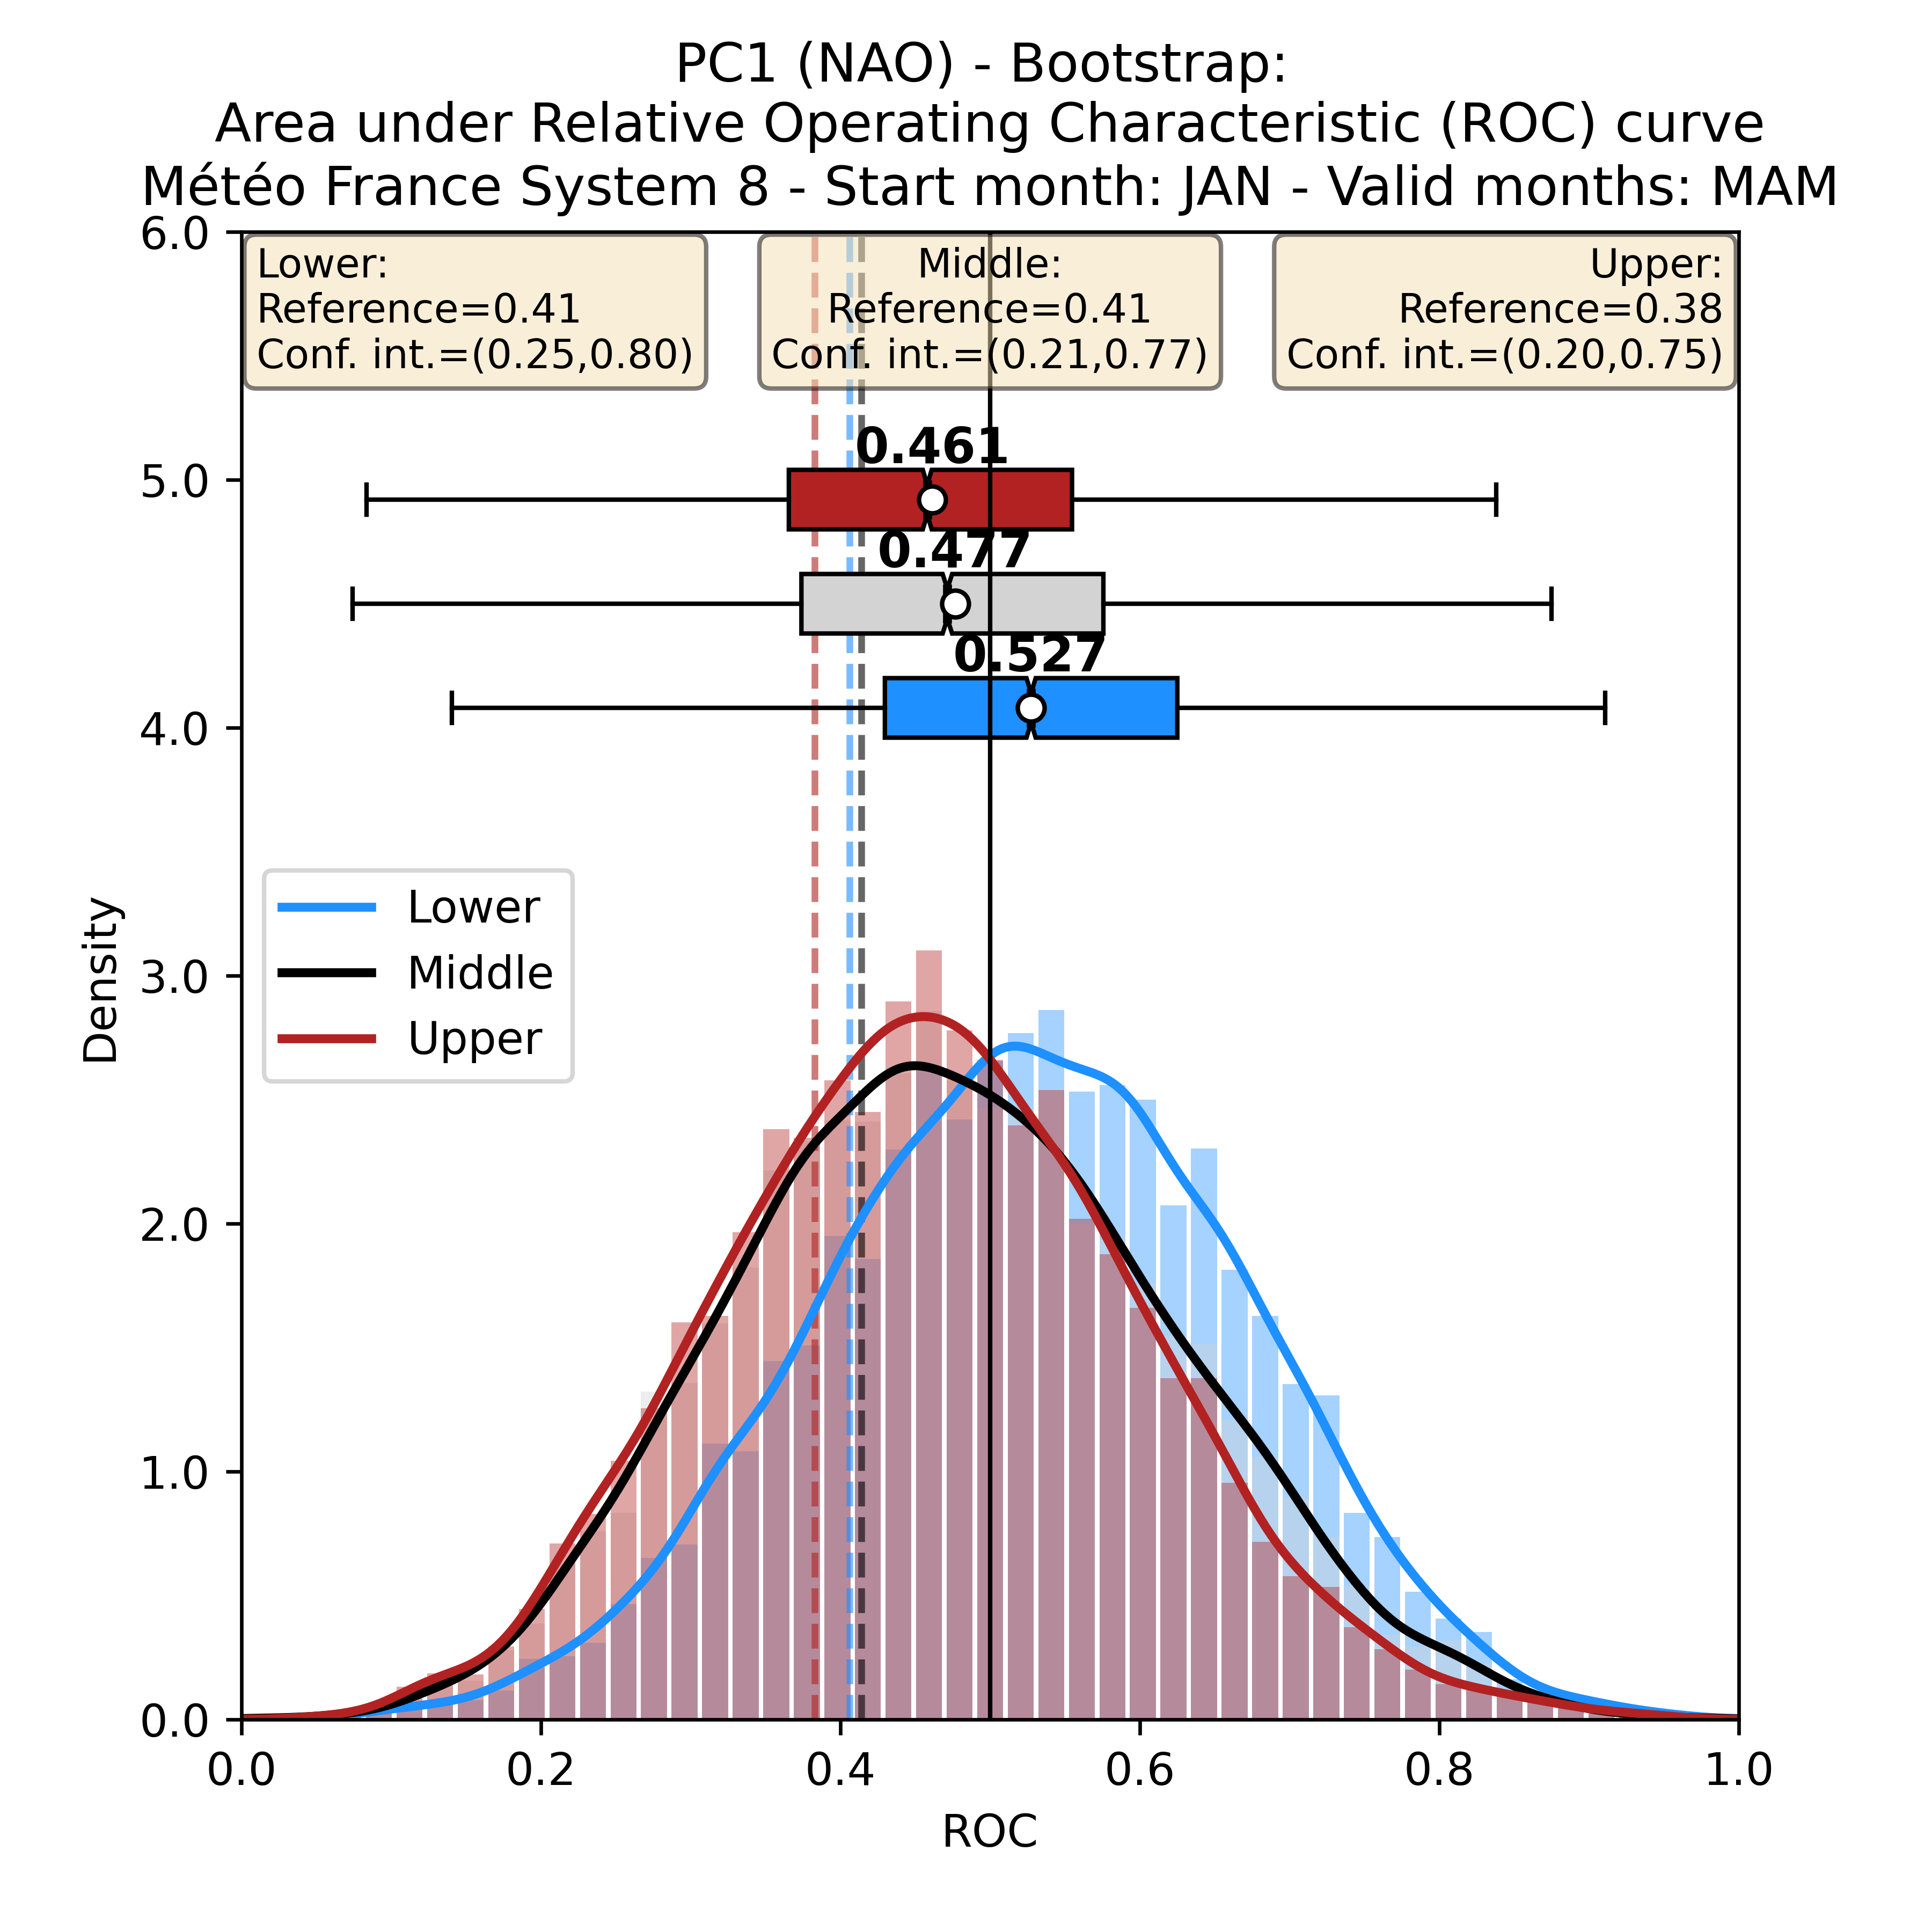 PC1 (NAO) - Bootstrap:
Area under Relative Operating Characteristic (ROC) curve
Météo France System 8 - Start month: JAN - Valid months: MAM
Lower:
Reference=0.41
Conf. int.=(0.25,0.80)
Middle:
Reference=0.41
Conf. int.=(0.21,0.77)
Upper:
Reference=0.38
Conf. int.=(0.20,0.75)
0.461
0.477
0.527
Lower
Middle
Upper
Density
6.0
5.0
4.0
3.0
2.0
1.0
0.0
0.0 0.2 0.4 0.6 0.8 1.0
ROC